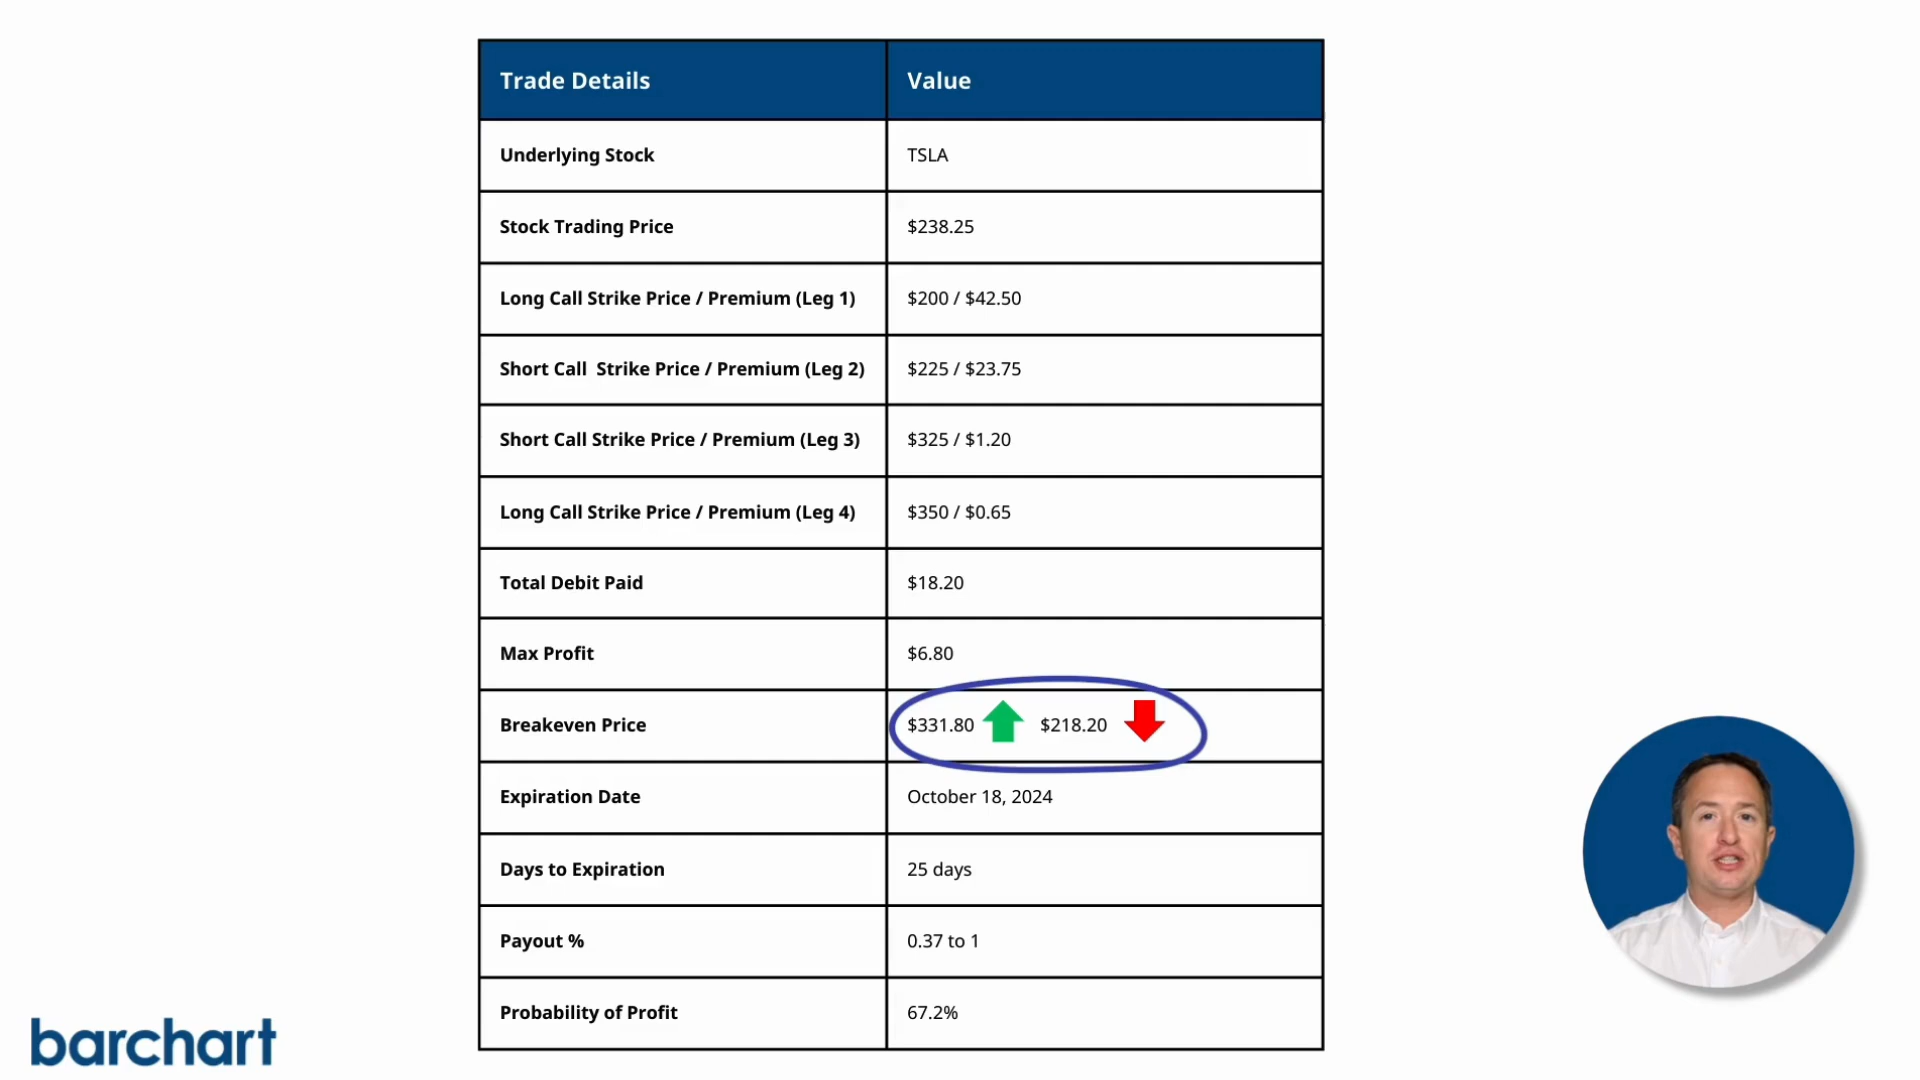 Trade Details Value
Underlying Stock TSLA
Stock Trading Price $238.25
Long Call Strike Price / Premium (Leg 1) $200 / $42.50
Short Call Strike Price / Premium (Leg 2) $225 / $23.75
Short Call Strike Price / Premium (Leg 3) $325 / $1.20
Long Call Strike Price / Premium (Leg 4) $350 / $0.65
Total Debit Paid $18.20
Max Profit $6.80
Breakeven Price $331.80 $218.20
Expiration Date October 18, 2024
Days to Expiration 25 days
Payout % 0.37 to 1
Probability of Profit 67.2%
barchart